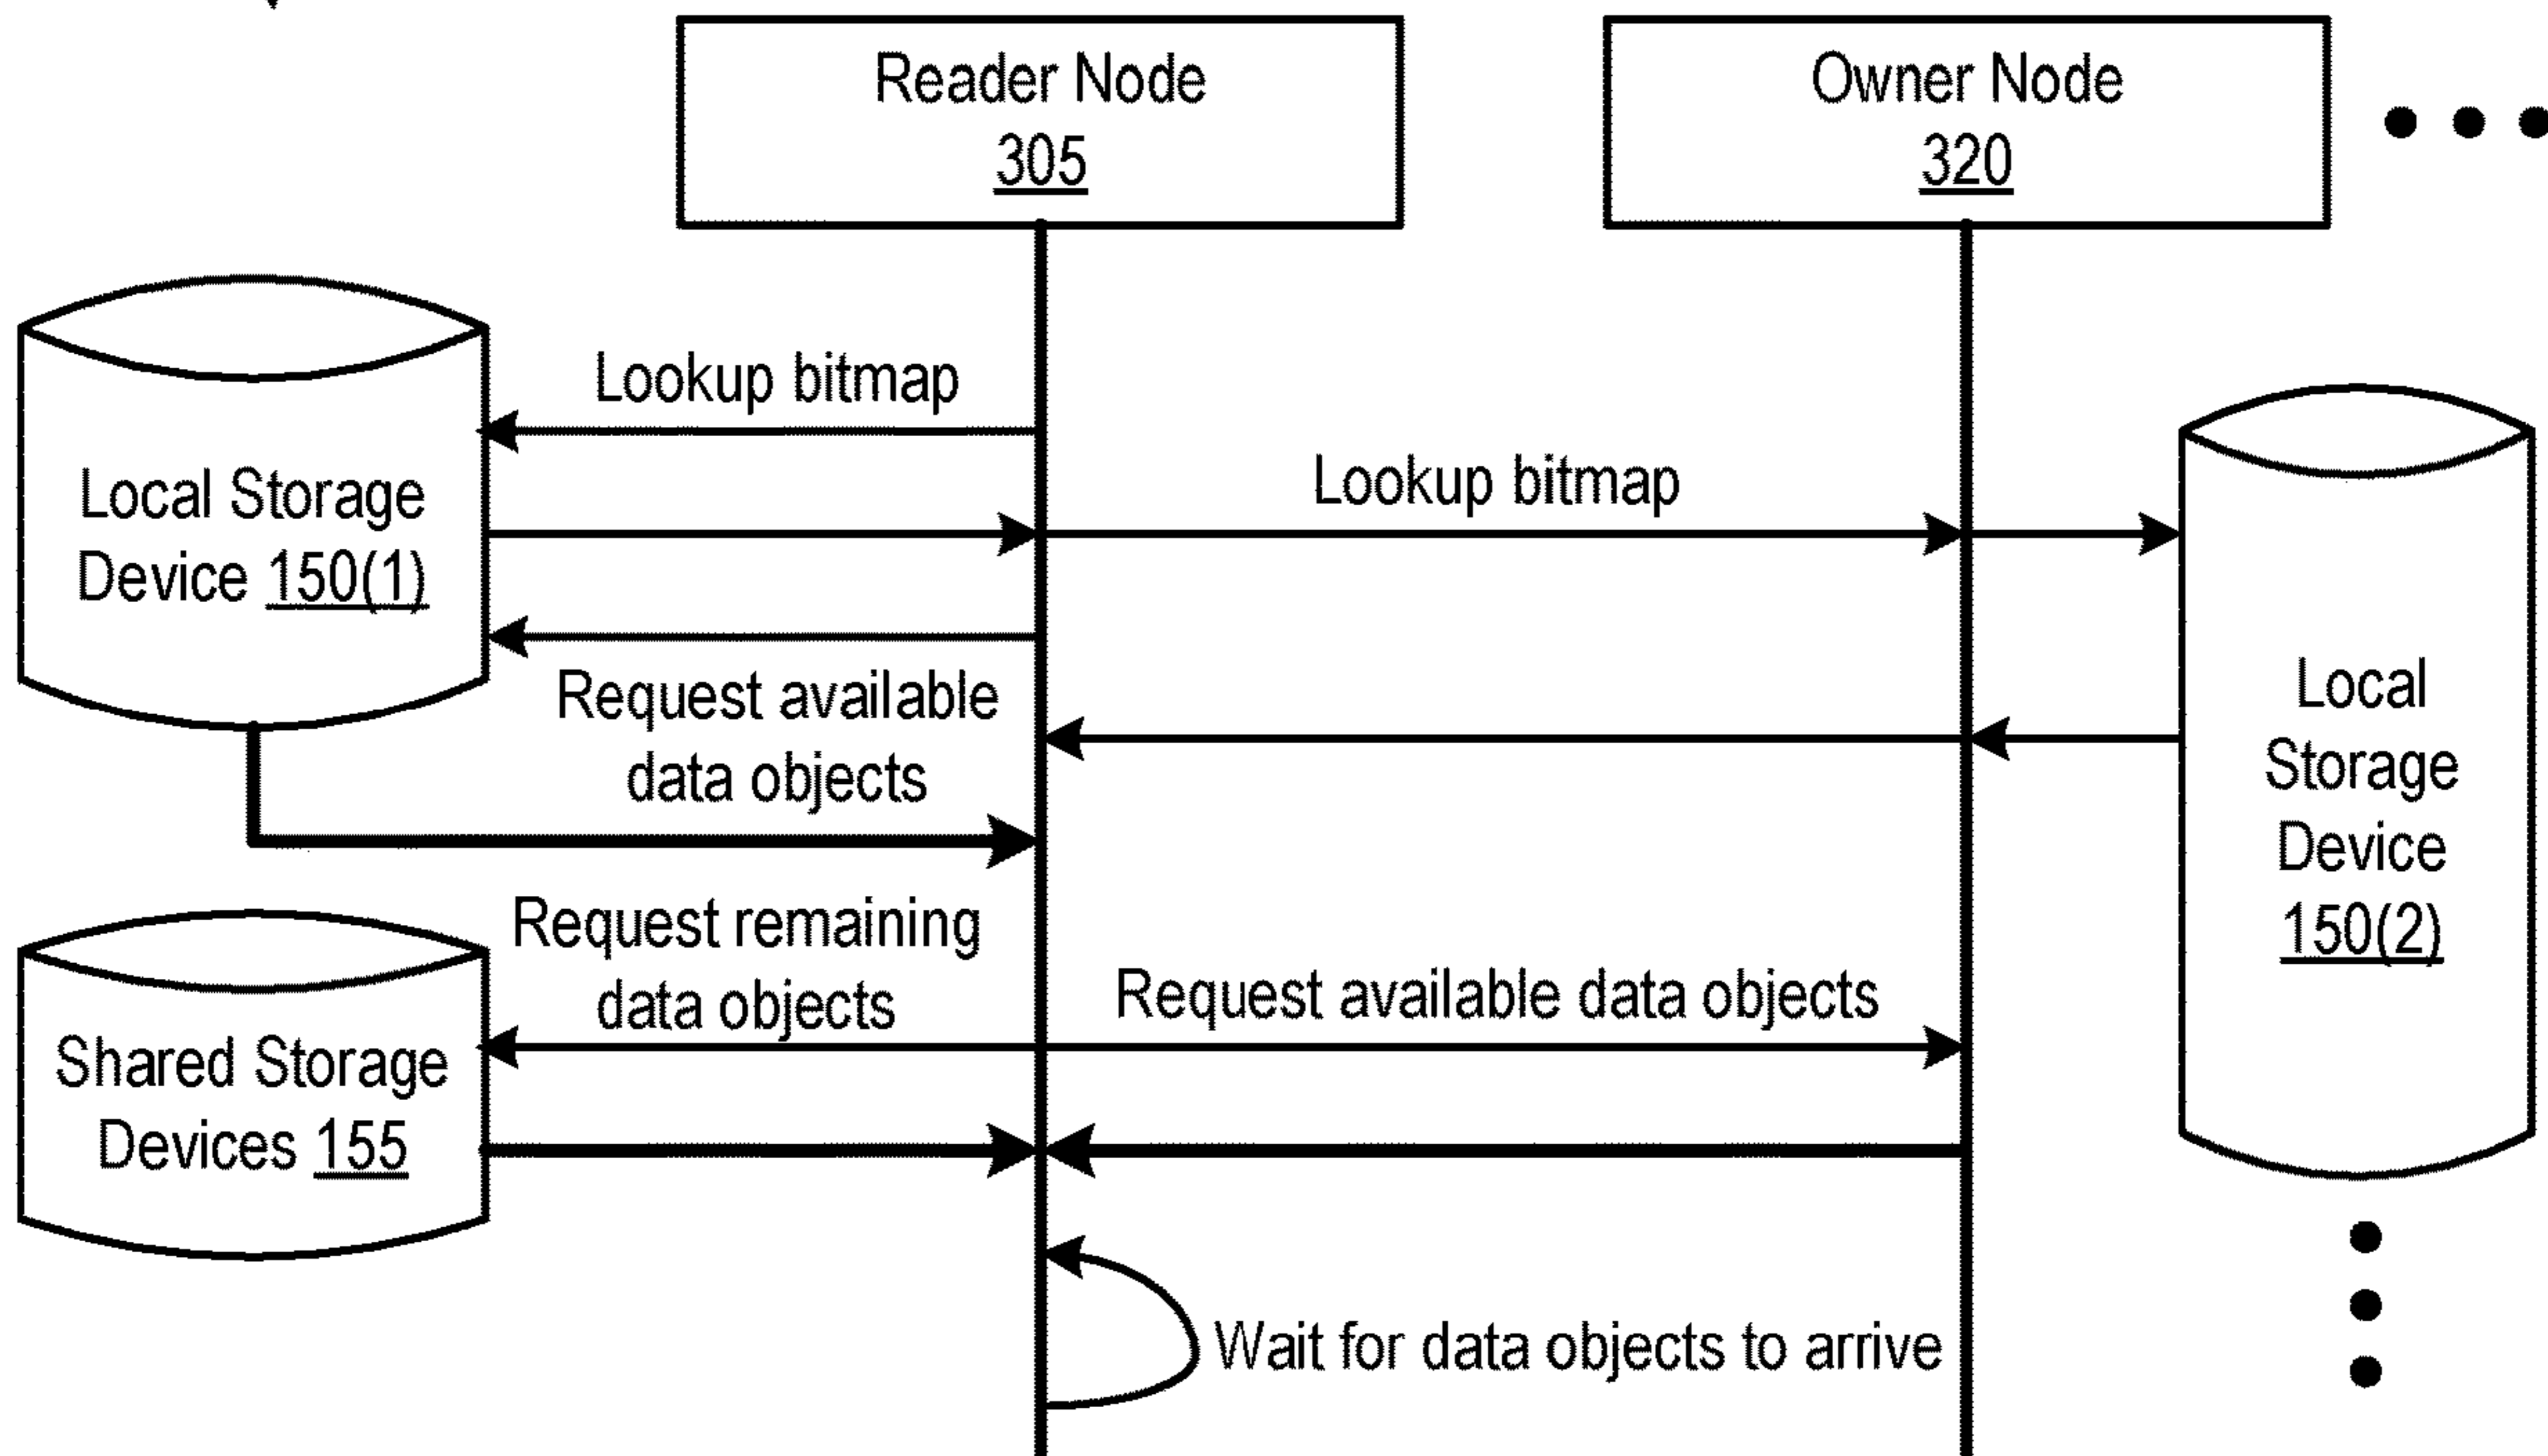 Reader Node
305
Owner Node
320
Lookup bitmap
Lookup bitmap
Local Storage
Device 150(1)
Request available
data objects
Local
Storage
Device
150(2)
Request remaining
data objects
Request available data objects
Shared Storage
Devices 155
Wait for data objects to arrive